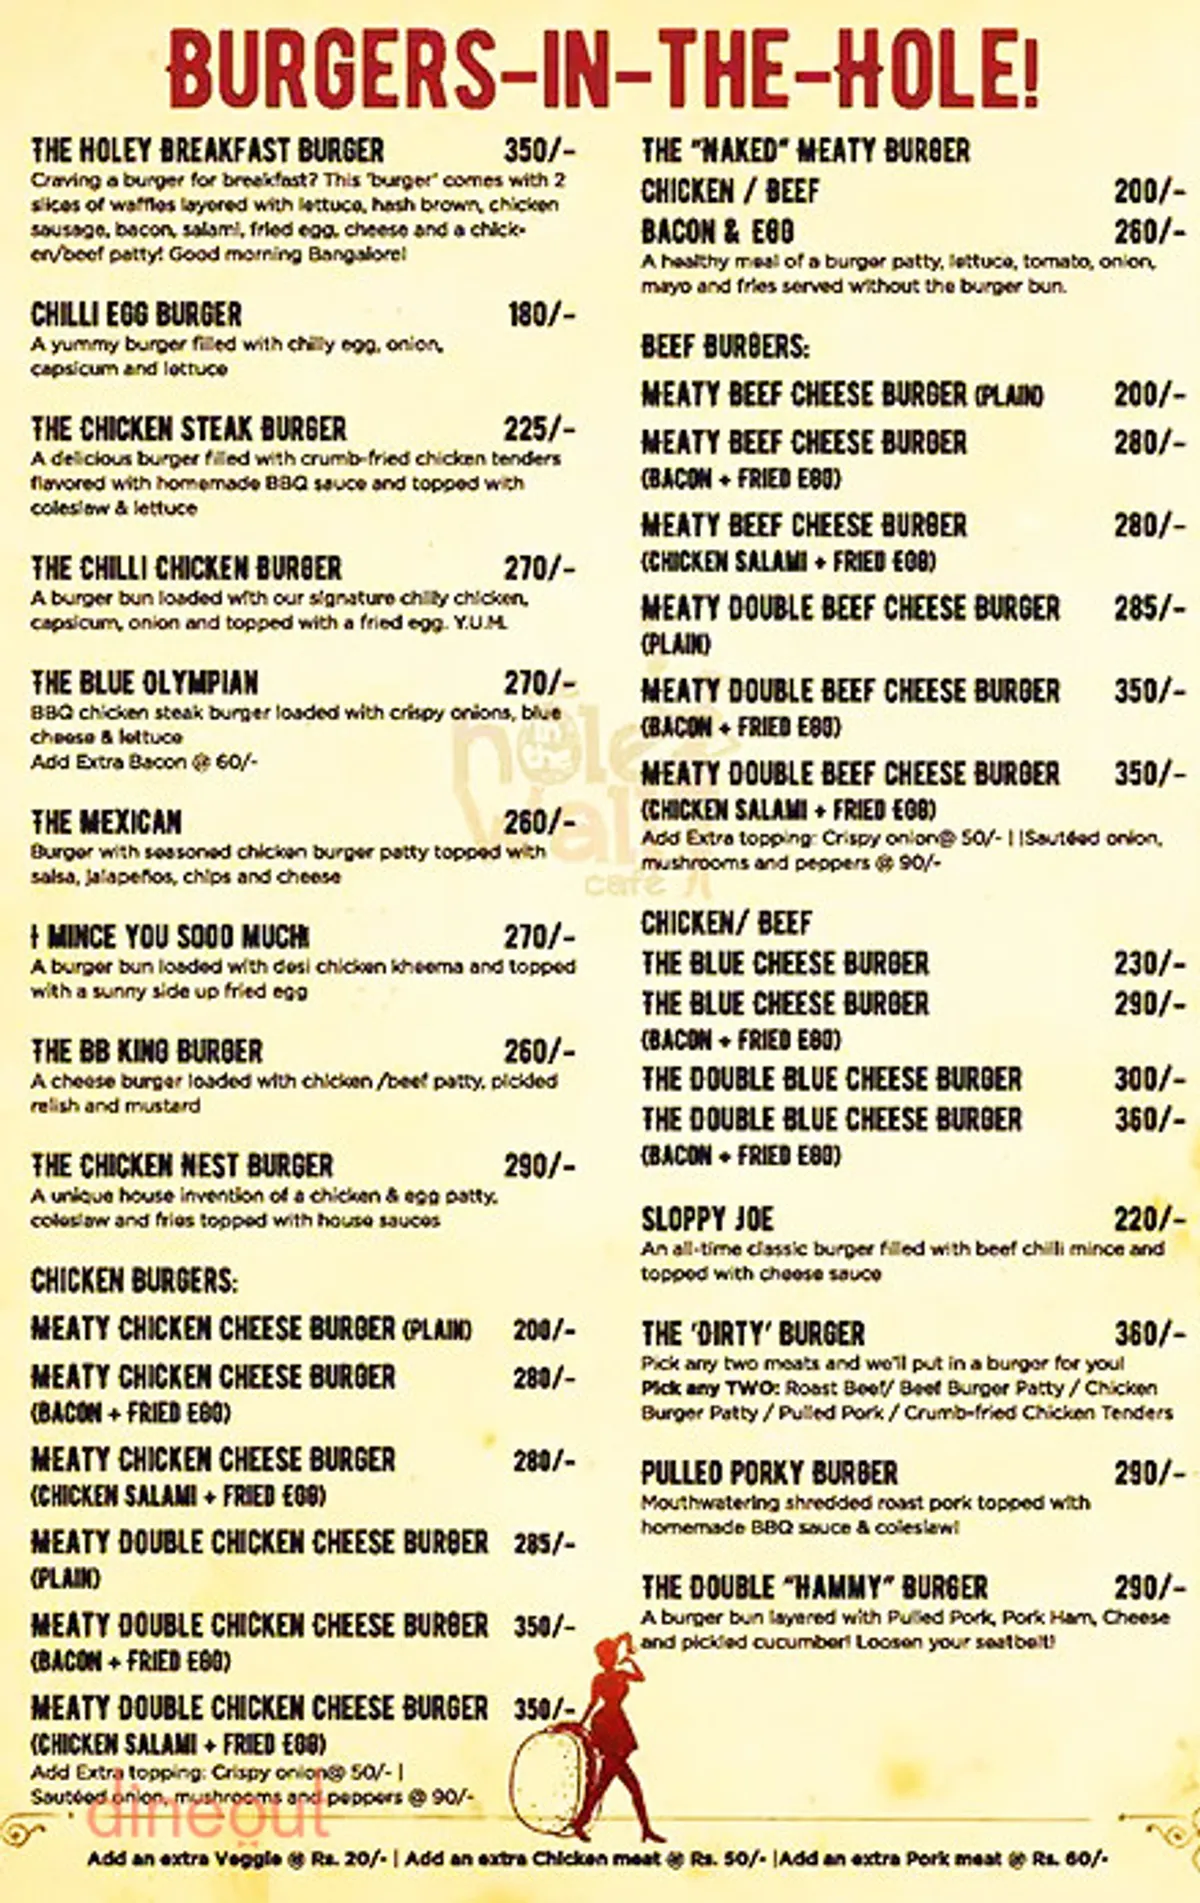 BURGERS-IN-THE-HOLE!
THE HOLEY BREAKFAST BURGER 350/-
Craving a burger for breakfast? This 'burger' comes with 2
slices of waffles layered with lettuce, hash brown, chicken
sausage, bacon, salami, fried egg, cheese and a chick-
en/beef patty! Good morning Bangalore!
CHILLI EGG BURGER 180/-
A yummy burger filled with chilly egg, onion,
capsicum and lettuce
THE CHICKEN STEAK BURGER 225/-
A delicious burger filled with crumb-fried chicken tenders
flavored with homemade BBQ sauce and topped with
coleslaw & lettuce
THE CHILLI CHICKEN BURGER 270/-
A burger bun loaded with our signature chilly chicken,
capsicum, onion and topped with a fried egg. Y.U.M.
THE BLUE OLYMPIAN 270/-
BBQ chicken steak burger loaded with crispy onions, blue
cheese & lettuce
Add Extra Bacon @ 60/-
THE MEXICAN 260/-
Burger with seasoned chicken burger patty topped with
salsa, jalapeños, chips and cheese
I MINCE YOU SOOO MUCH! 270/-
A burger bun loaded with desi chicken kheema and topped
with a sunny side up fried egg
THE BB KING BURGER 260/-
A cheese burger loaded with chicken /beef patty, pickled
relish and mustard
THE CHICKEN NEST BURGER 290/-
A unique house invention of a chicken & egg patty,
coleslaw and fries topped with house sauces
CHICKEN BURGERS:
MEATY CHICKEN CHEESE BURGER (PLAIN) 200/-
MEATY CHICKEN CHEESE BURGER 280/-
(BACON + FRIED EGG)
MEATY CHICKEN CHEESE BURGER 280/-
(CHICKEN SALAMI + FRIED EGG)
MEATY DOUBLE CHICKEN CHEESE BURGER 285/-
(PLAIN)
MEATY DOUBLE CHICKEN CHEESE BURGER 350/-
(BACON + FRIED EGG)
MEATY DOUBLE CHICKEN CHEESE BURGER 350/-
(CHICKEN SALAMI + FRIED EGG)
Add Extra topping: Crispy onion@ 50/- |
Sautéed onion, mushrooms and peppers @ 90/-
THE "NAKED" MEATY BURGER
CHICKEN / BEEF 200/-
BACON & EGG 260/-
A healthy meal of a burger patty, lettuce, tomato, onion,
mayo and fries served without the burger bun.
BEEF BURGERS:
MEATY BEEF CHEESE BURGER (PLAIN) 200/-
MEATY BEEF CHEESE BURGER 280/-
(BACON + FRIED EGG)
MEATY BEEF CHEESE BURGER 280/-
(CHICKEN SALAMI + FRIED EGG)
MEATY DOUBLE BEEF CHEESE BURGER 285/-
(PLAIN)
MEATY DOUBLE BEEF CHEESE BURGER 350/-
(BACON + FRIED EGG)
MEATY DOUBLE BEEF CHEESE BURGER 350/-
(CHICKEN SALAMI + FRIED EGG)
Add Extra topping: Crispy onion@ 50/- | |Sautéed onion,
mushrooms and peppers @ 90/-
CHICKEN/ BEEF
THE BLUE CHEESE BURGER 230/-
THE BLUE CHEESE BURGER 290/-
(BACON + FRIED EGG)
THE DOUBLE BLUE CHEESE BURGER 300/-
THE DOUBLE BLUE CHEESE BURGER 360/-
(BACON + FRIED EGG)
SLOPPY JOE 220/-
An all-time classic burger filled with beef chilli mince and
topped with cheese sauce
THE 'DIRTY' BURGER 360/-
Pick any two meats and we'll put in a burger for you!
Pick any TWO: Roast Beef/ Beef Burger Patty / Chicken
Burger Patty / Pulled Pork / Crumb-fried Chicken Tenders
PULLED PORKY BURGER 290/-
Mouthwatering shredded roast pork topped with
homemade BBQ sauce & coleslaw!
THE DOUBLE "HAMMY" BURGER 290/-
A burger bun layered with Pulled Pork, Pork Ham, Cheese
and pickled cucumber! Loosen your seatbelt!
cafe
dineout
Add an extra Veggie @ Rs. 20/- | Add an extra Chicken meat @ Rs. 50/- |Add an extra Pork meat @ Rs. 60/-